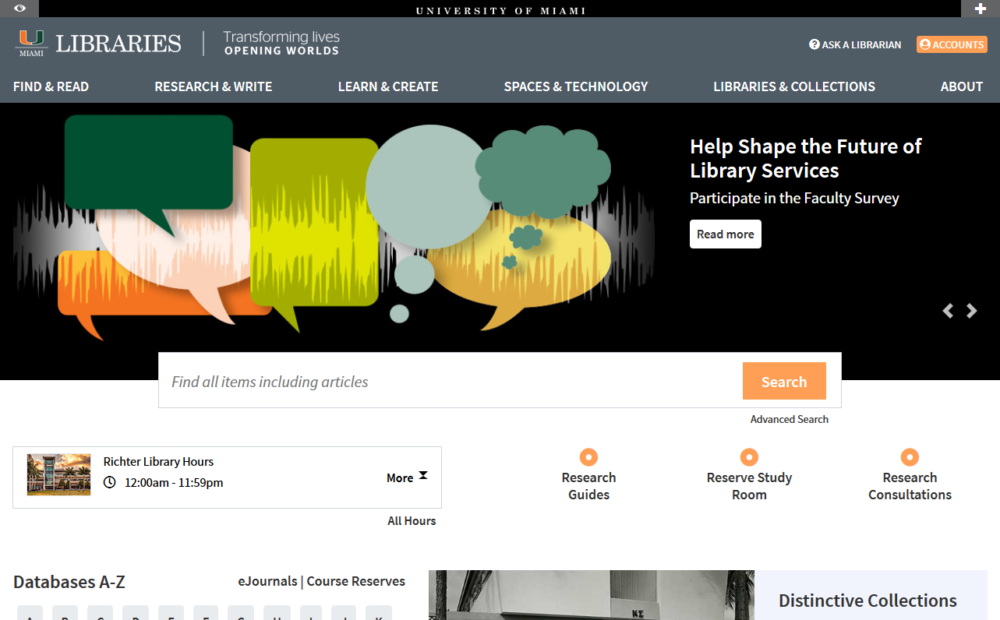 UNIVERSITY OF MIAMI
MIAMI
LIBRARIES
Transforming lives
OPENING WORLDS
ASK A LIBRARIAN
ACCOUNTS
FIND & READ
RESEARCH & WRITE
LEARN & CREATE
SPACES & TECHNOLOGY
LIBRARIES & COLLECTIONS
ABOUT
Help Shape the Future of
Library Services
Participate in the Faculty Survey
Read more
Find all items including articles
Search
Advanced Search
Richter Library Hours
12:00am - 11:59pm
More
All Hours
Research
Guides
Reserve Study
Room
Research
Consultations
Databases A-Z
eJournals | Course Reserves
ΚΣ
Distinctive Collections